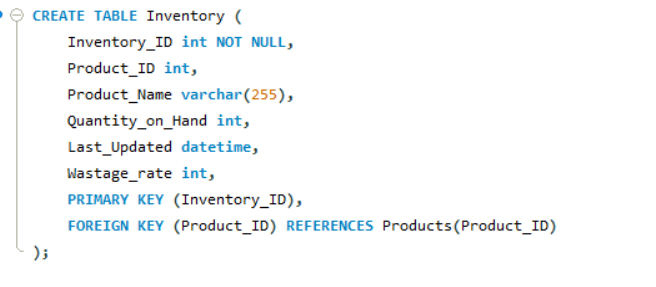 CREATE TABLE Inventory (
Inventory_ID int NOT NULL,
Product_ID int,
Product_Name varchar(255),
Quantity_on_Hand int,
Last_Updated datetime,
Wastage_rate int,
PRIMARY KEY (Inventory_ID),
FOREIGN KEY (Product_ID) REFERENCES Products(Product_ID)
);